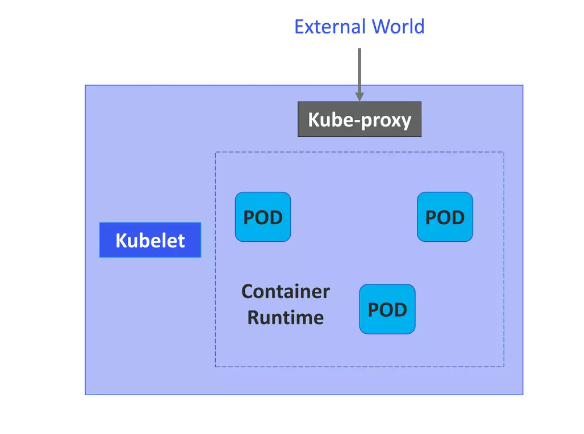 External World
Kube-proxy
POD
POD
Kubelet
Container
Runtime
POD